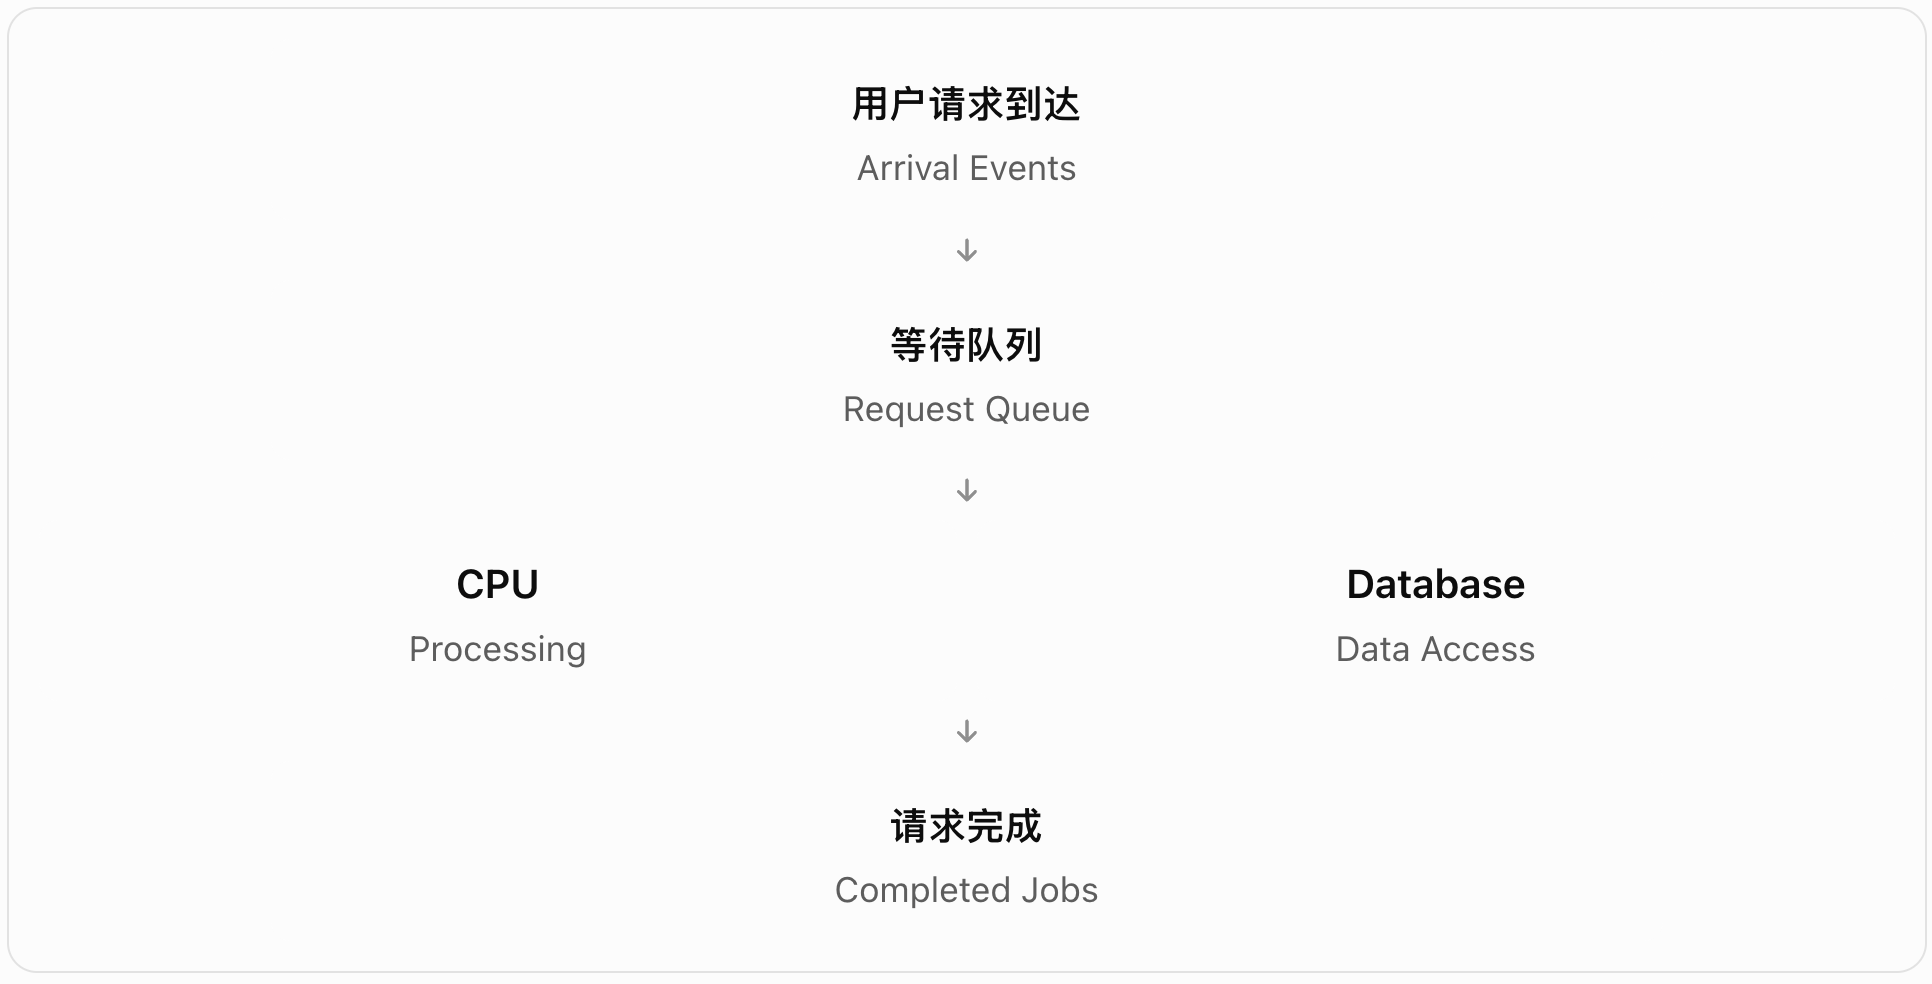 用户请求到达
Arrival Events
↓
等待队列
Request Queue
↓
CPU
Processing
Database
Data Access
↓
请求完成
Completed Jobs